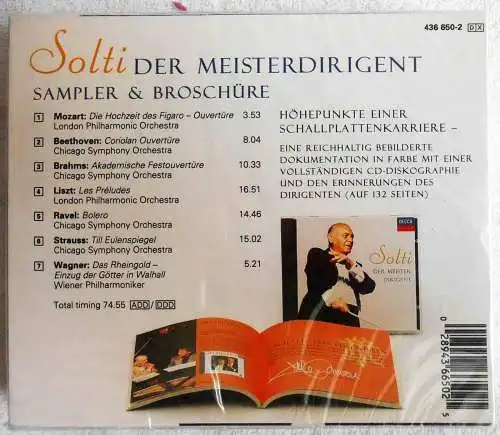 436 650-2 DX
Solti DER MEISTERDIRIGENT
SAMPLER & BROSCHÜRE
1 Mozart: Die Hochzeit des Figaro – Ouvertüre 3.53
London Philharmonic Orchestra
2 Beethoven: Coriolan Ouvertüre 8.04
Chicago Symphony Orchestra
3 Brahms: Akademische Festouvertüre 10.33
Chicago Symphony Orchestra
4 Liszt: Les Préludes 16.51
London Philharmonic Orchestra
5 Ravel: Bolero 14.46
Chicago Symphony Orchestra
6 Strauss: Till Eulenspiegel 15.02
Chicago Symphony Orchestra
7 Wagner: Das Rheingold – 5.21
Einzug der Götter in Walhall
Wiener Philharmoniker
Total timing 74.55 ADD/DDD
HÖHEPUNKTE EINER
SCHALLPLATTENKARRIERE –
EINE REICHHALTIG BEBILDERTE
DOKUMENTATION IN FARBE MIT EINER
VOLLSTÄNDIGEN CD-DISKOGRAPHIE
UND DEN ERINNERUNGEN DES
DIRIGENTEN (AUF 132 SEITEN)
DECCA
Solti
DER MEISTER-
DIRIGENT
0 28943 66502 5